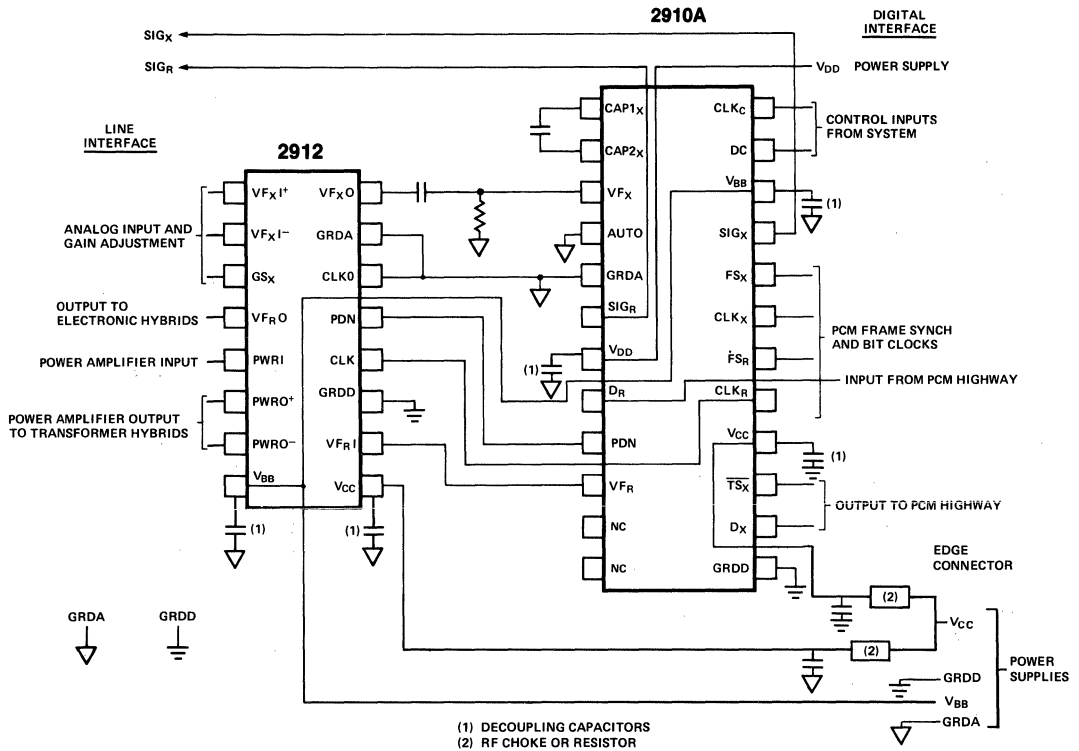 2910A
DIGITAL
INTERFACE
SIGX
SIGR
VDD POWER SUPPLY
LINE
INTERFACE
2912
CAP1X
CAP2X
VFX
AUTO
GRDA
SIGR
VDD
DR
PDN
VFR
NC
NC
CLKC
DC
VBB
SIGX
FSX
CLKX
FSR
CLKR
VCC
TSX
DX
GRDD
CONTROL INPUTS
FROM SYSTEM
(1)
PCM FRAME SYNCH
AND BIT CLOCKS
INPUT FROM PCM HIGHWAY
(1)
OUTPUT TO PCM HIGHWAY
(1)
ANALOG INPUT AND
GAIN ADJUSTMENT
OUTPUT TO
ELECTRONIC HYBRIDS
POWER AMPLIFIER INPUT
POWER AMPLIFIER OUTPUT
TO TRANSFORMER HYBRIDS
VFXI+
VFXI−
GSX
VFRO
PWRI
PWRO+
PWRO−
VBB
VFXO
GRDA
CLK0
PDN
CLK
GRDD
VFRI
VCC
(1)
(1)
EDGE
CONNECTOR
(2)
(2)
VCC
GRDD
VBB
GRDA
POWER
SUPPLIES
GRDA
GRDD
(1) DECOUPLING CAPACITORS
(2) RF CHOKE OR RESISTOR